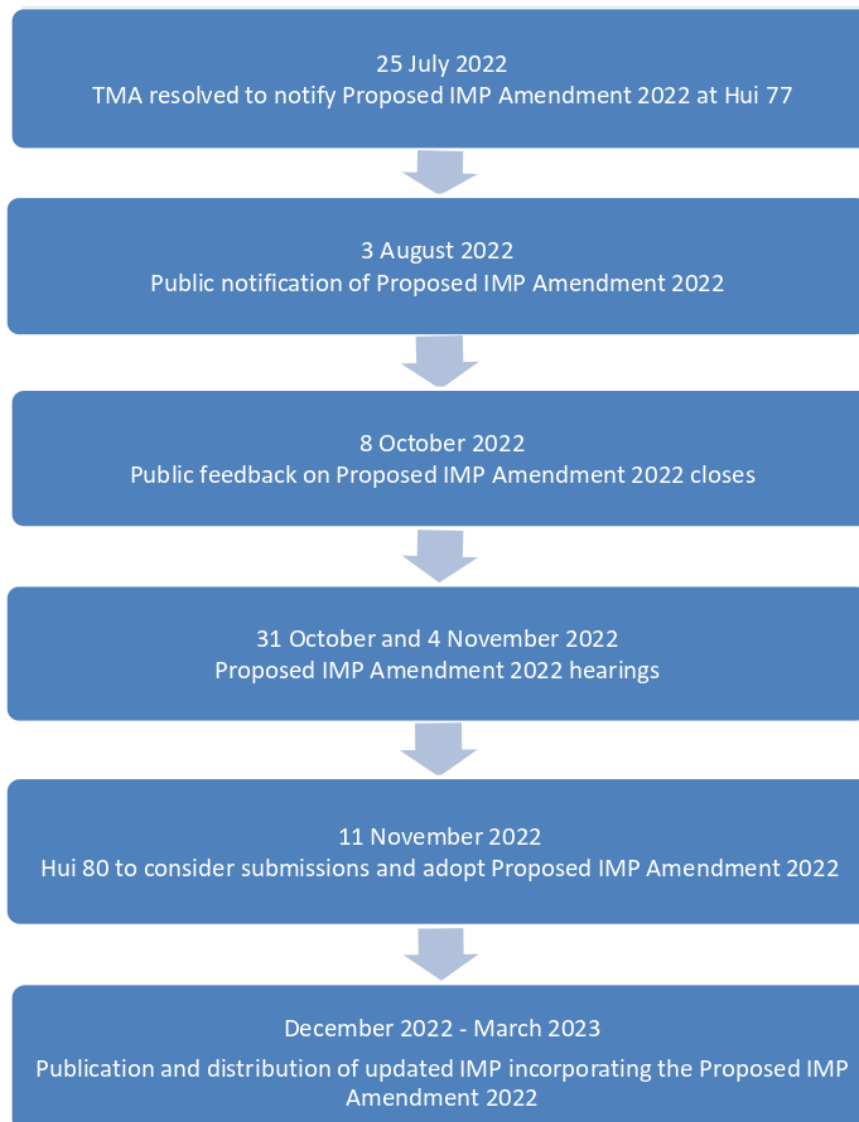 25 July 2022
TMA resolved to notify Proposed IMP Amendment 2022 at Hui 77
3 August 2022
Public notification of Proposed IMP Amendment 2022
8 October 2022
Public feedback on Proposed IMP Amendment 2022 closes
31 October and 4 November 2022
Proposed IMP Amendment 2022 hearings
11 November 2022
Hui 80 to consider submissions and adopt Proposed IMP Amendment 2022
December 2022 - March 2023
Publication and distribution of updated IMP incorporating the Proposed IMP
Amendment 2022